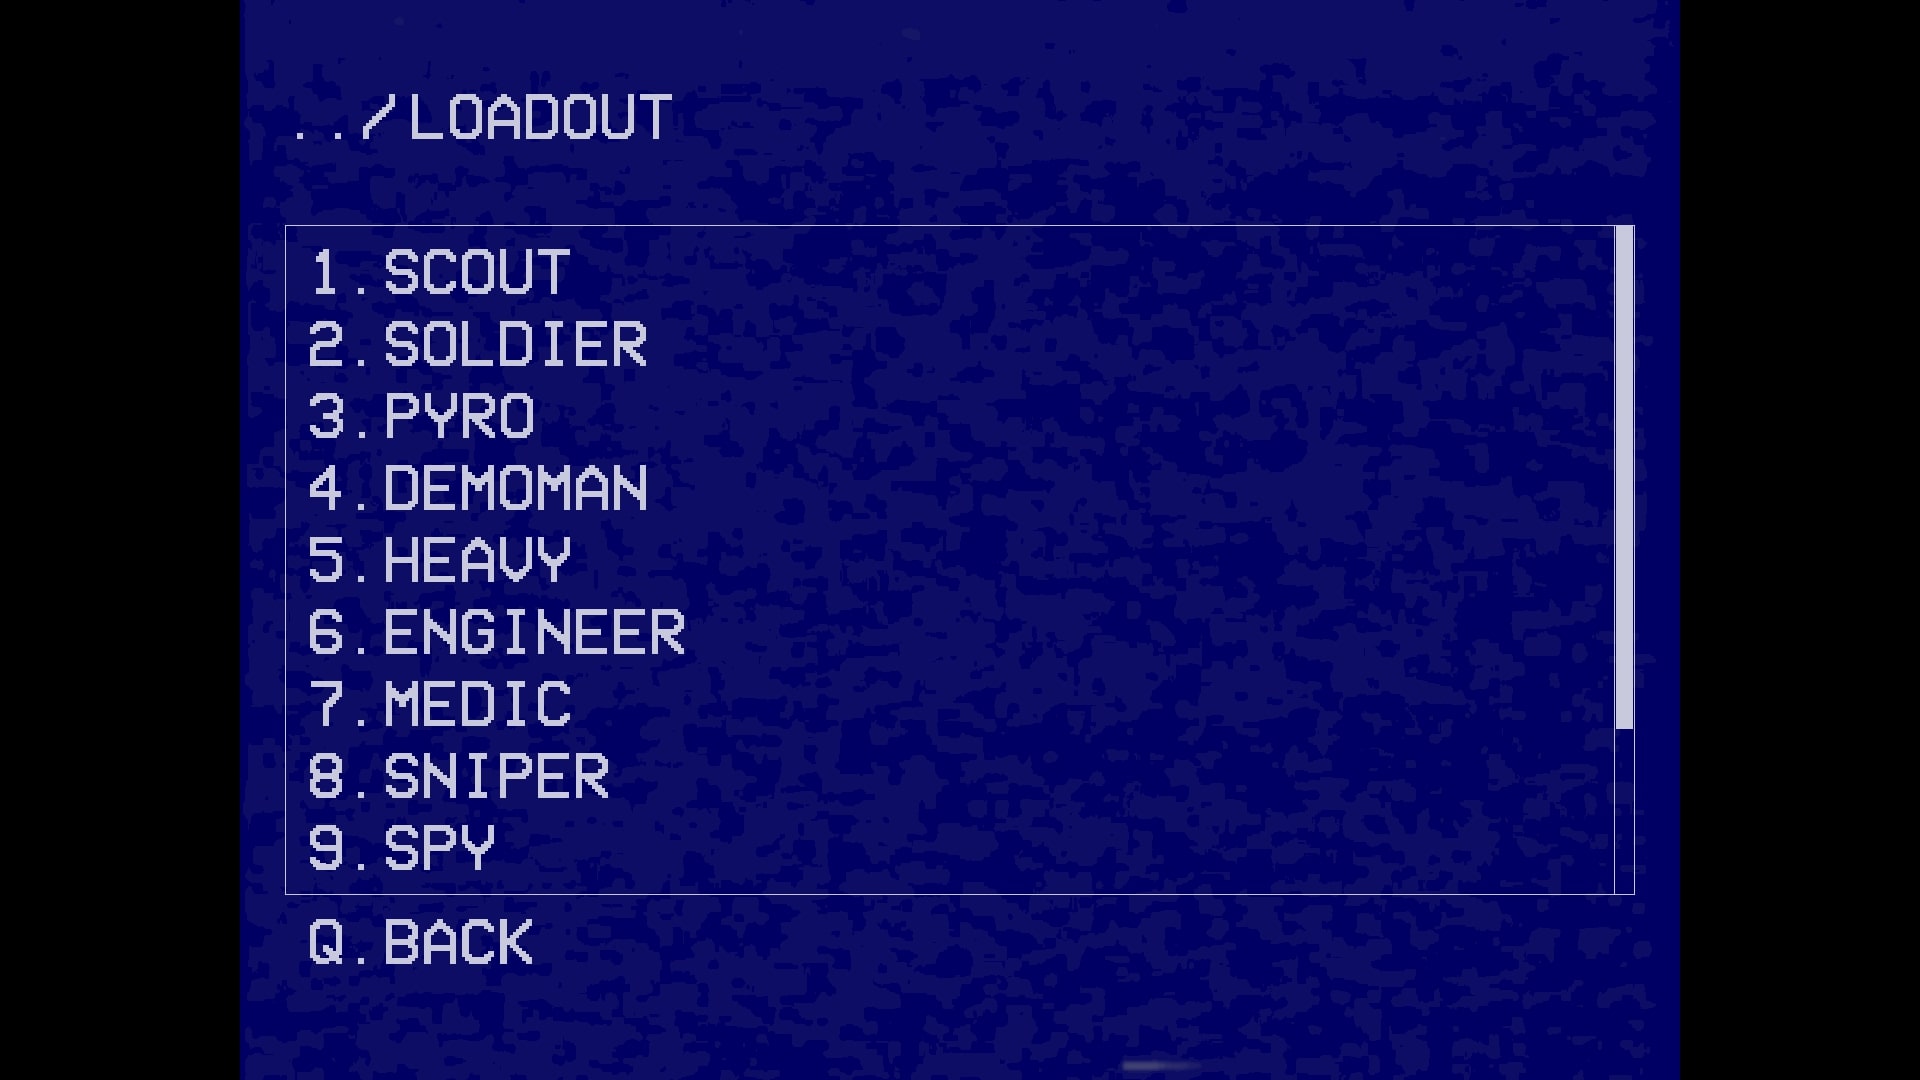 ../LOADOUT
1.SCOUT
2.SOLDIER
3.PYRO
4.DEMOMAN
5.HEAVY
6.ENGINEER
7.MEDIC
8.SNIPER
9.SPY
Q.BACK